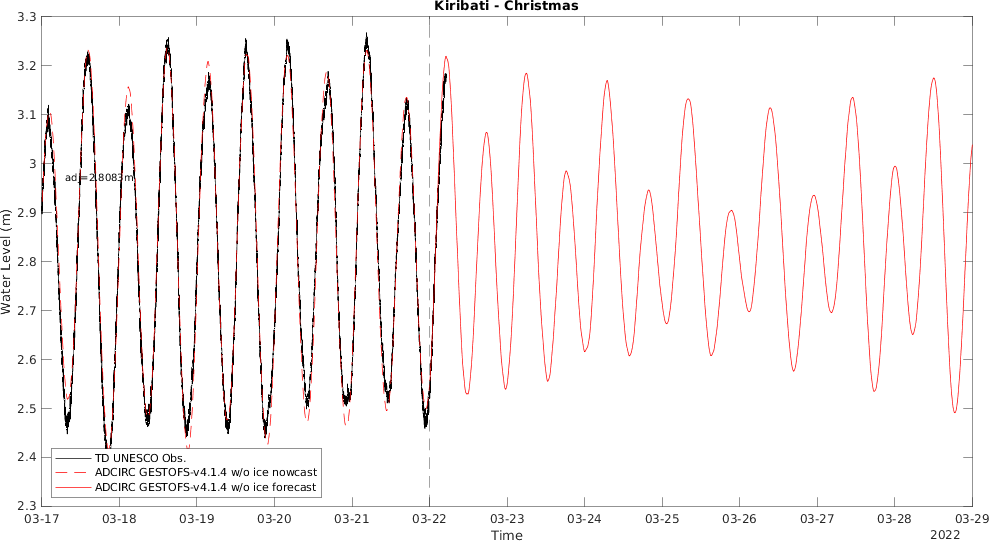 Kiribati - Christmas
3.3
3.2
3.1
3
2.9
2.8
2.7
2.6
2.5
2.4
2.3
Water Level (m)
adj=2.8083m
TD UNESCO Obs.
ADCIRC GESTOFS-v4.1.4 w/o ice nowcast
ADCIRC GESTOFS-v4.1.4 w/o ice forecast
03-17 03-18 03-19 03-20 03-21 03-22 03-23 03-24 03-25 03-26 03-27 03-28 03-29
Time
2022